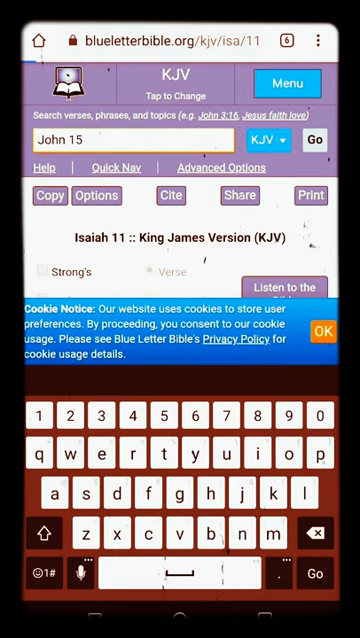 blueletterbible.org/kjv/isa/11
6
KJV
Tap to Change
Menu
Search verses, phrases, and topics (e.g. John 3:16, Jesus faith love)
John 15
KJV
Go
Help | Quick Nav | Advanced Options
Copy Options Cite Share Print
Isaiah 11 :: King James Version (KJV)
Strong's Verse
Listen to the
Cookie Notice: Our website uses cookies to store user
preferences. By proceeding, you consent to our cookie
usage. Please see Blue Letter Bible's Privacy Policy for
cookie usage details.
OK
1 2 3 4 5 6 7 8 9 0
q w e r t y u i o p
a s d f g h j k l
z x c v b n m
!#1 , . Go